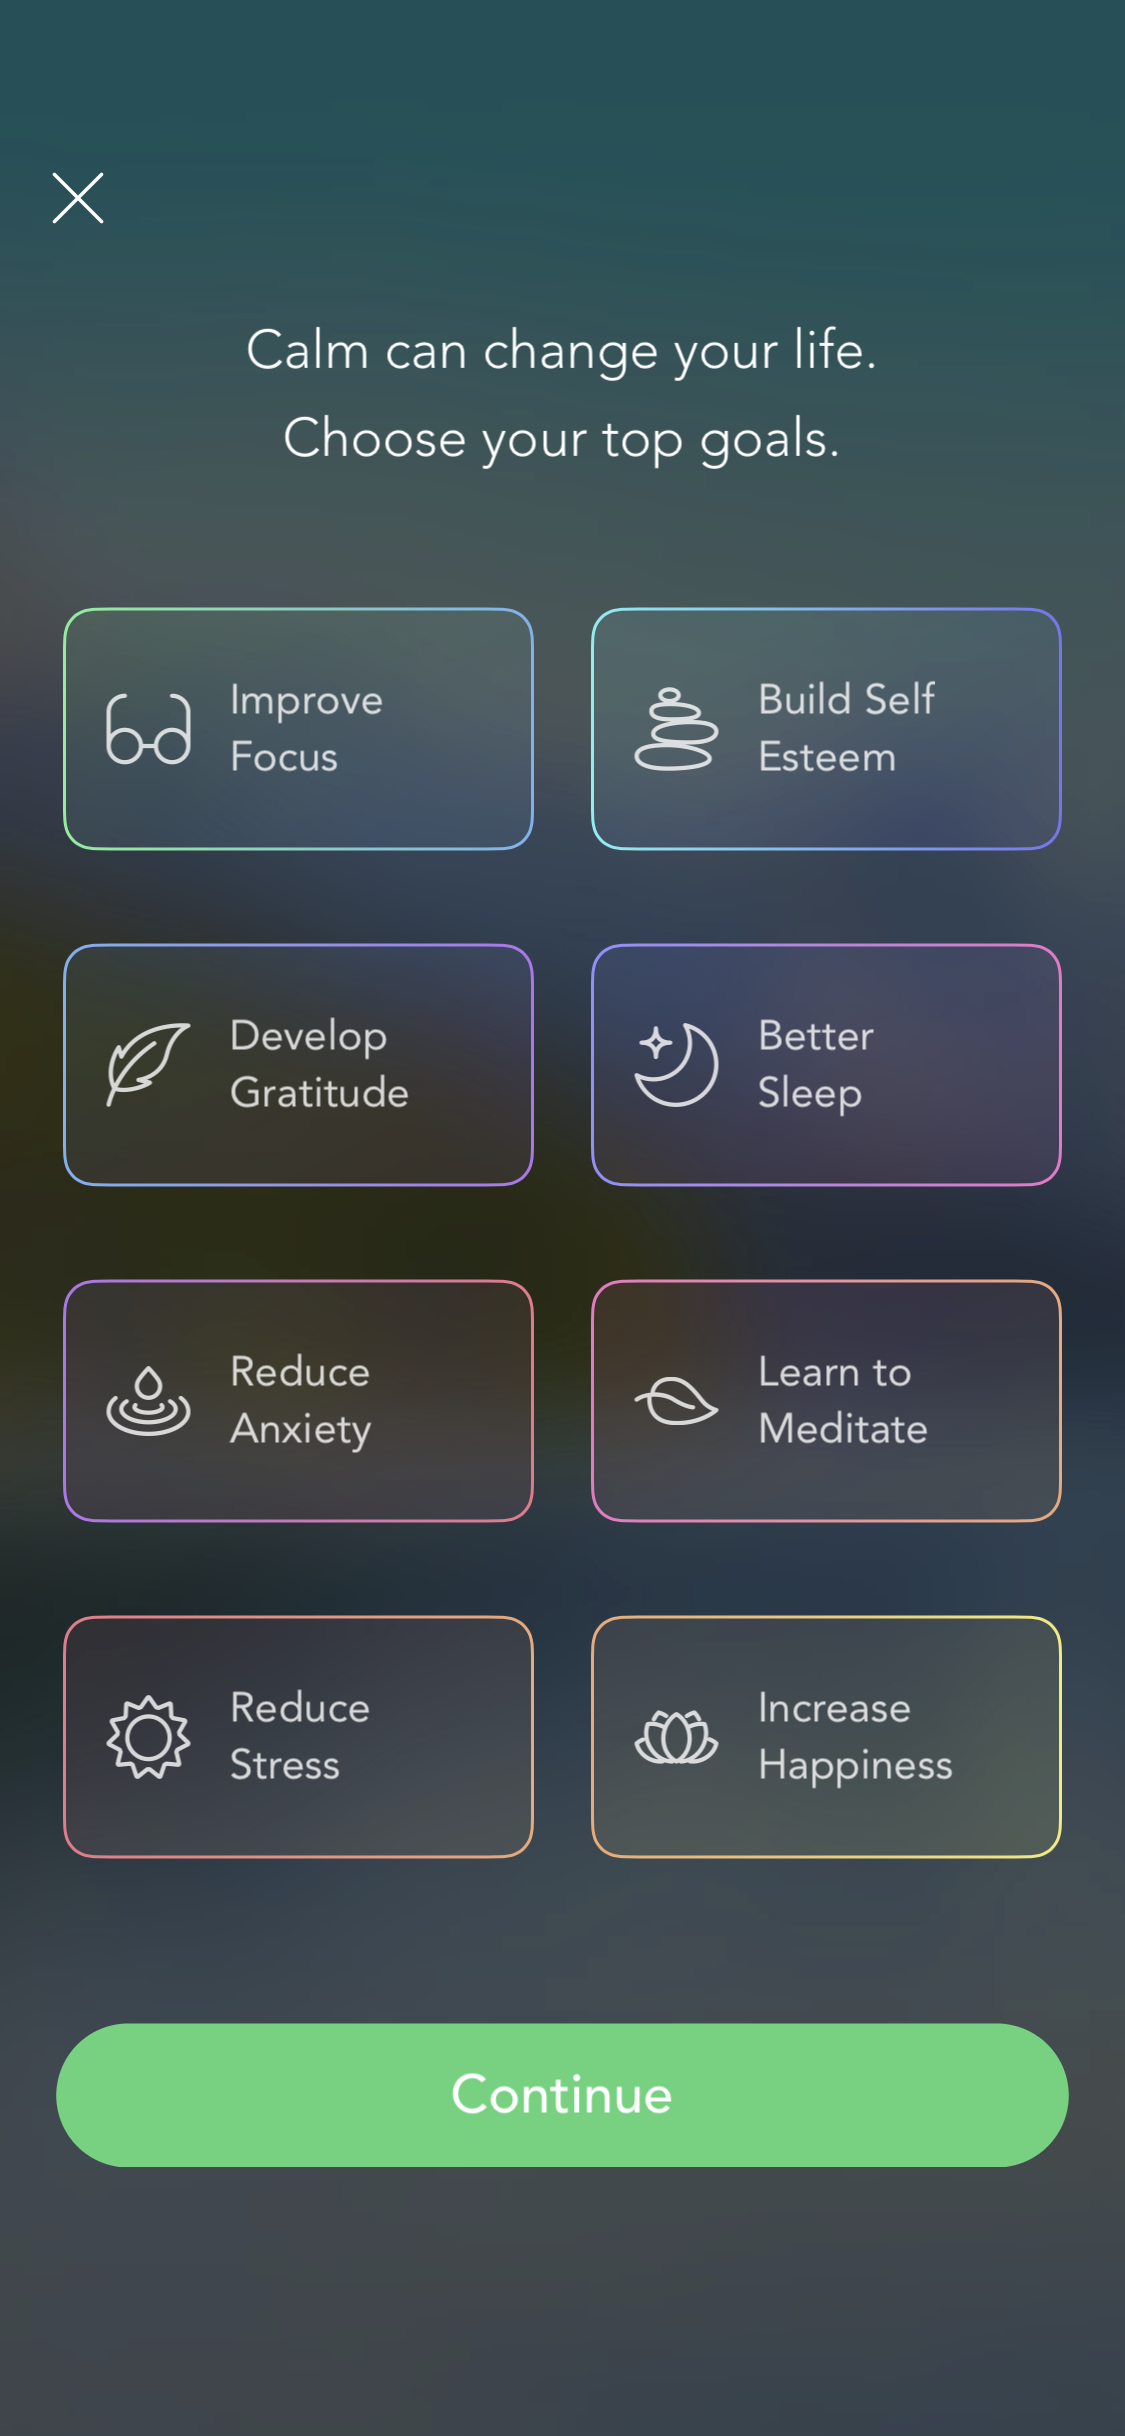 Calm can change your life.
Choose your top goals.
Improve
Focus
Build Self
Esteem
Develop
Gratitude
Better
Sleep
Reduce
Anxiety
Learn to
Meditate
Reduce
Stress
Increase
Happiness
Continue